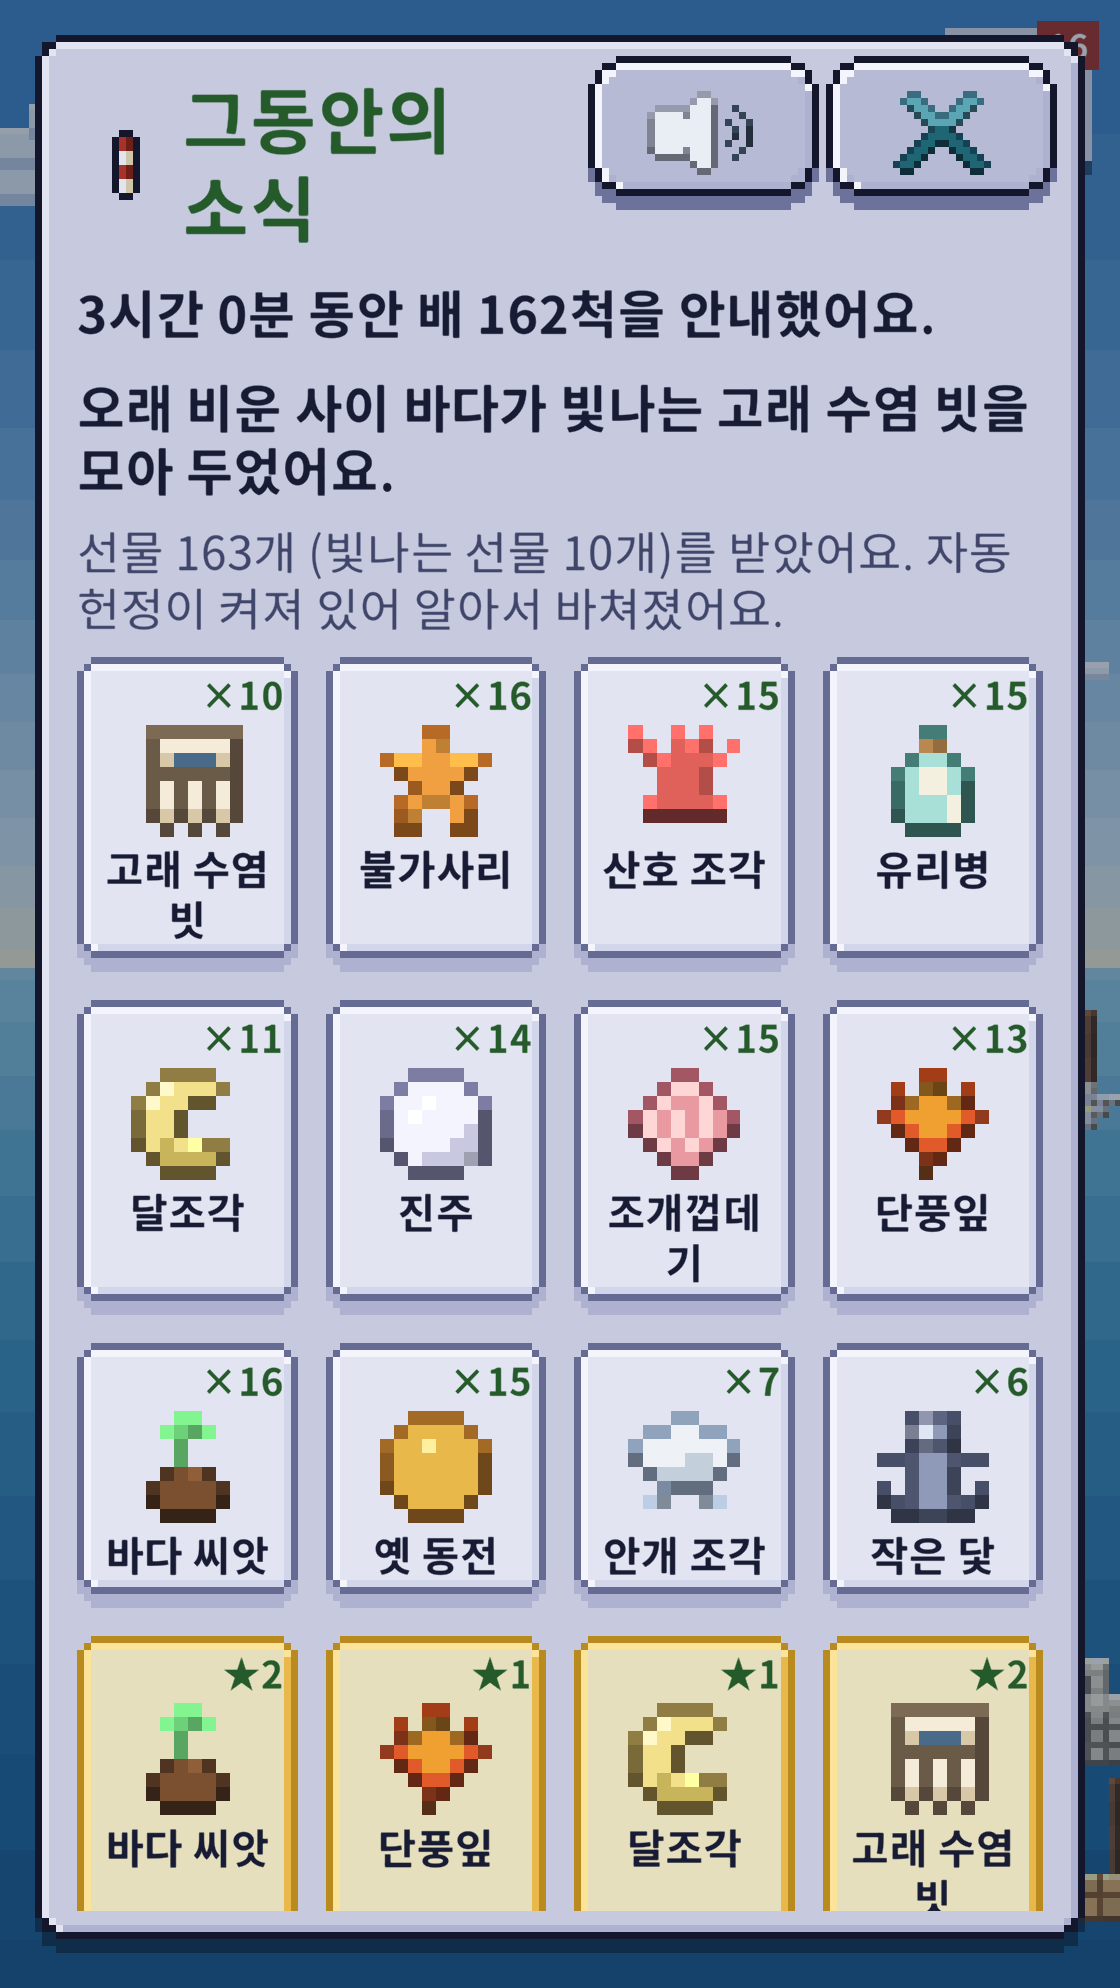 그동안의
소식
3시간 0분 동안 배 162척을 안내했어요.
오래 비운 사이 바다가 빛나는 고래 수염 빗을
모아 두었어요.
선물 163개 (빛나는 선물 10개)를 받았어요. 자동
헌정이 켜져 있어 알아서 바쳐졌어요.
×10 ×16 ×15 ×15
고래 수염 불가사리 산호 조각 유리병
빗
×11 ×14 ×15 ×13
달조각 진주 조개껍데 단풍잎
기
×16 ×15 ×7 ×6
바다 씨앗 옛 동전 안개 조각 작은 닻
★2 ★1 ★1 ★2
바다 씨앗 단풍잎 달조각 고래 수염
빗